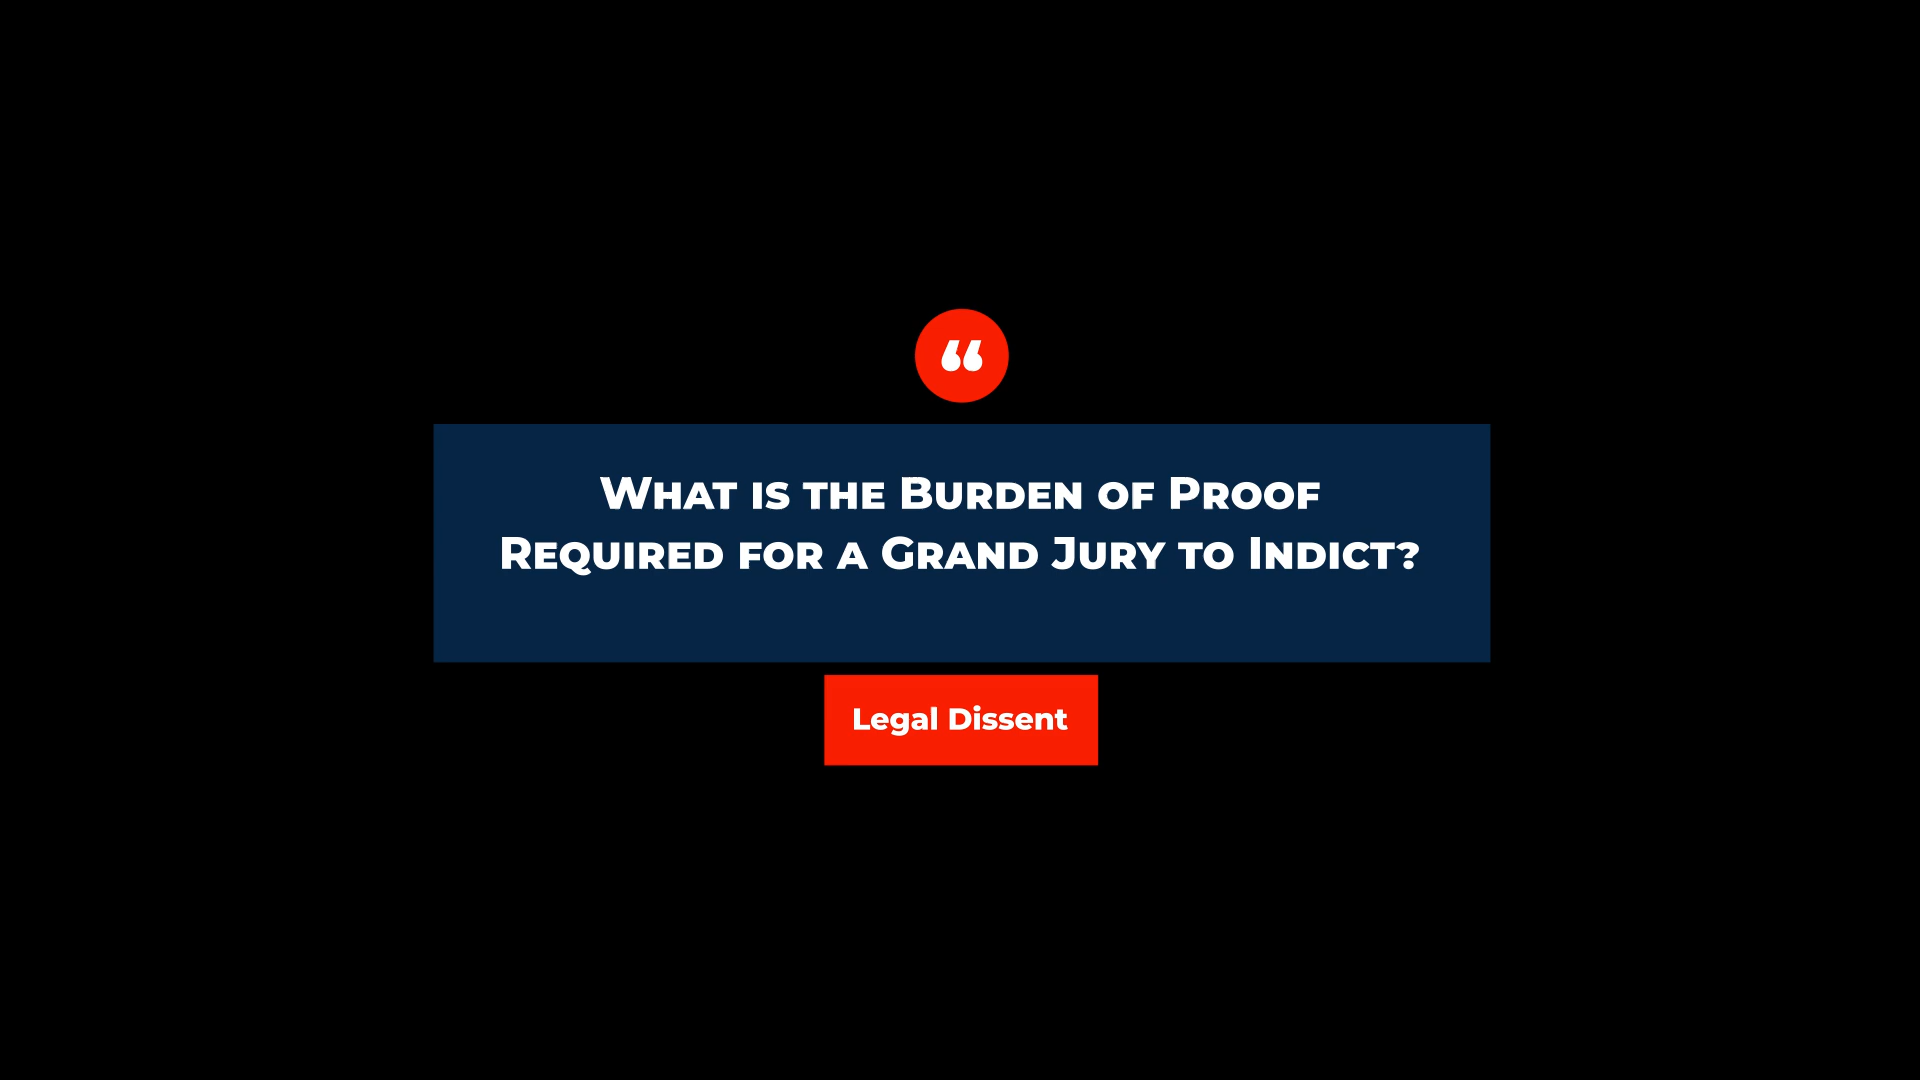 “
What is the Burden of Proof
Required for a Grand Jury to Indict?
Legal Dissent